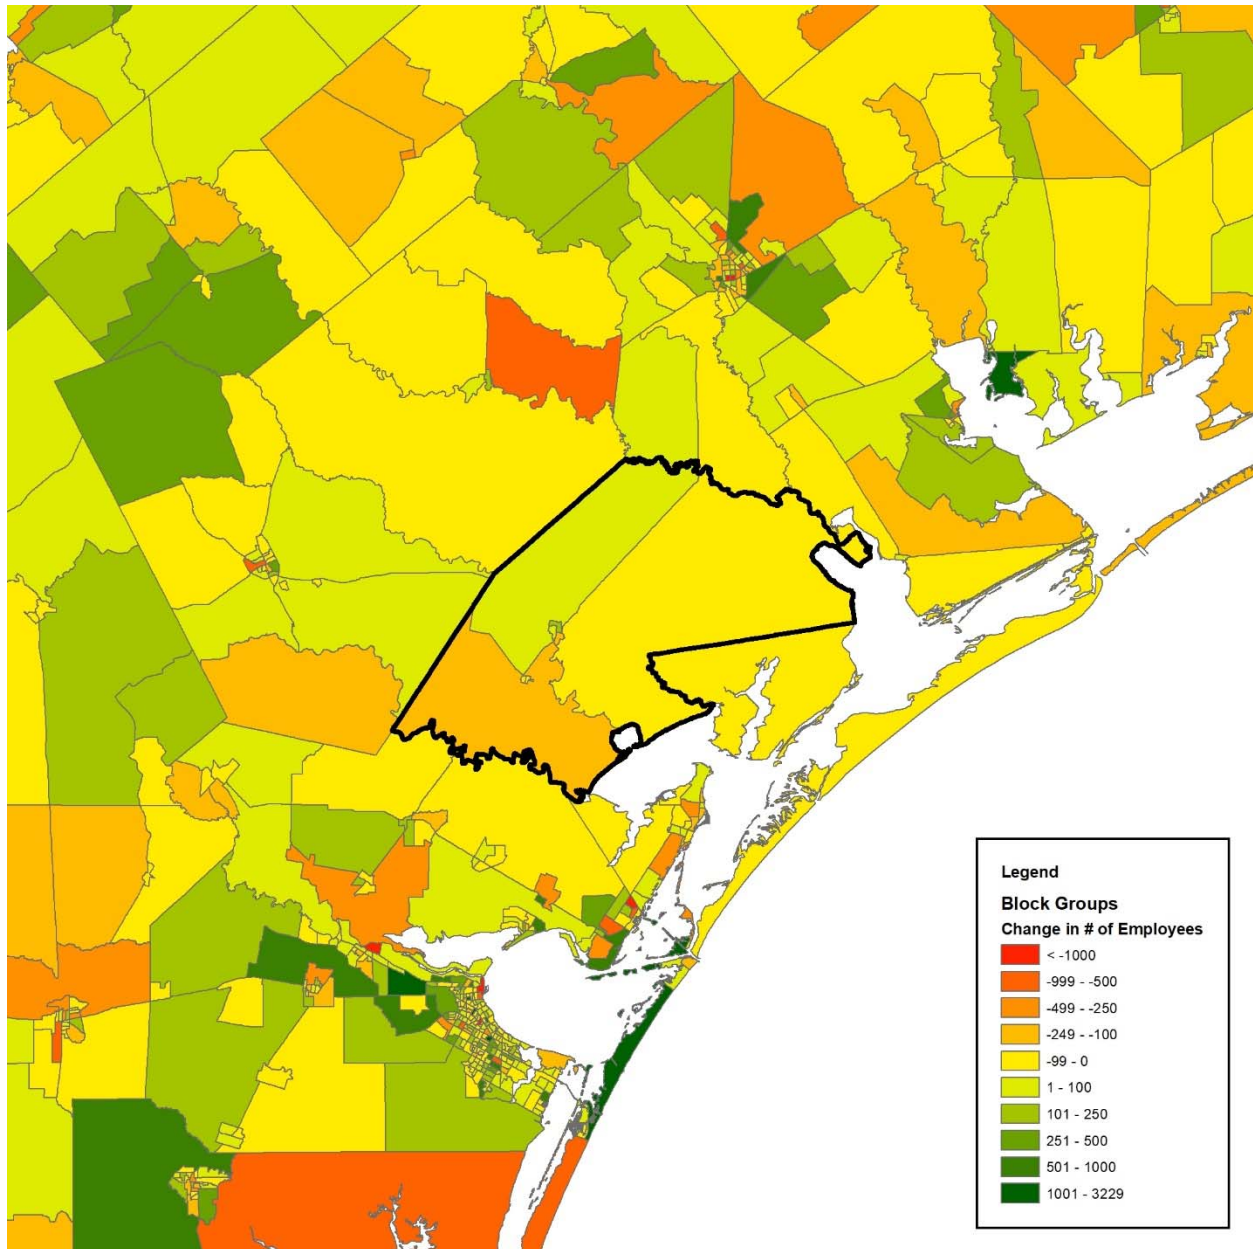 Legend
Block Groups
Change in # of Employees
< -1000
-999 - -500
-499 - -250
-249 - -100
-99 - 0
1 - 100
101 - 250
251 - 500
501 - 1000
1001 - 3229